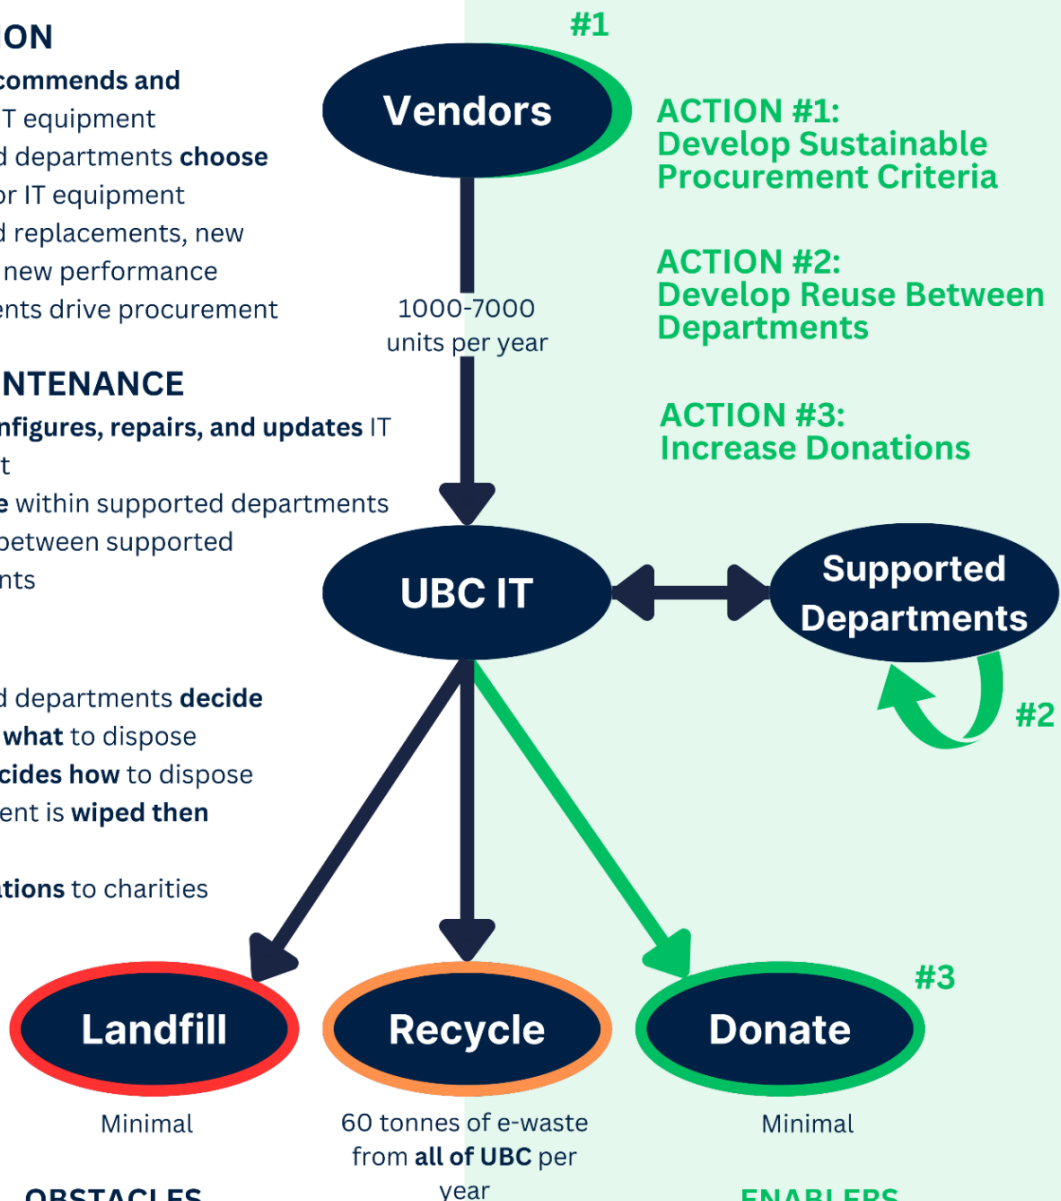 ION
commends and
IT equipment
d departments choose
or IT equipment
d replacements, new
new performance
ents drive procurement
INTENANCE
nfigures, repairs, and updates IT
t
e within supported departments
between supported
nts
d departments decide
what to dispose
cides how to dispose
ent is wiped then
ations to charities
#1
Vendors
1000-7000
units per year
ACTION #1:
Develop Sustainable
Procurement Criteria
ACTION #2:
Develop Reuse Between
Departments
ACTION #3:
Increase Donations
UBC IT
Supported
Departments
#2
Landfill
Minimal
Recycle
60 tonnes of e-waste
from all of UBC per
year
Donate
#3
Minimal
OBSTACLES
ENABLERS